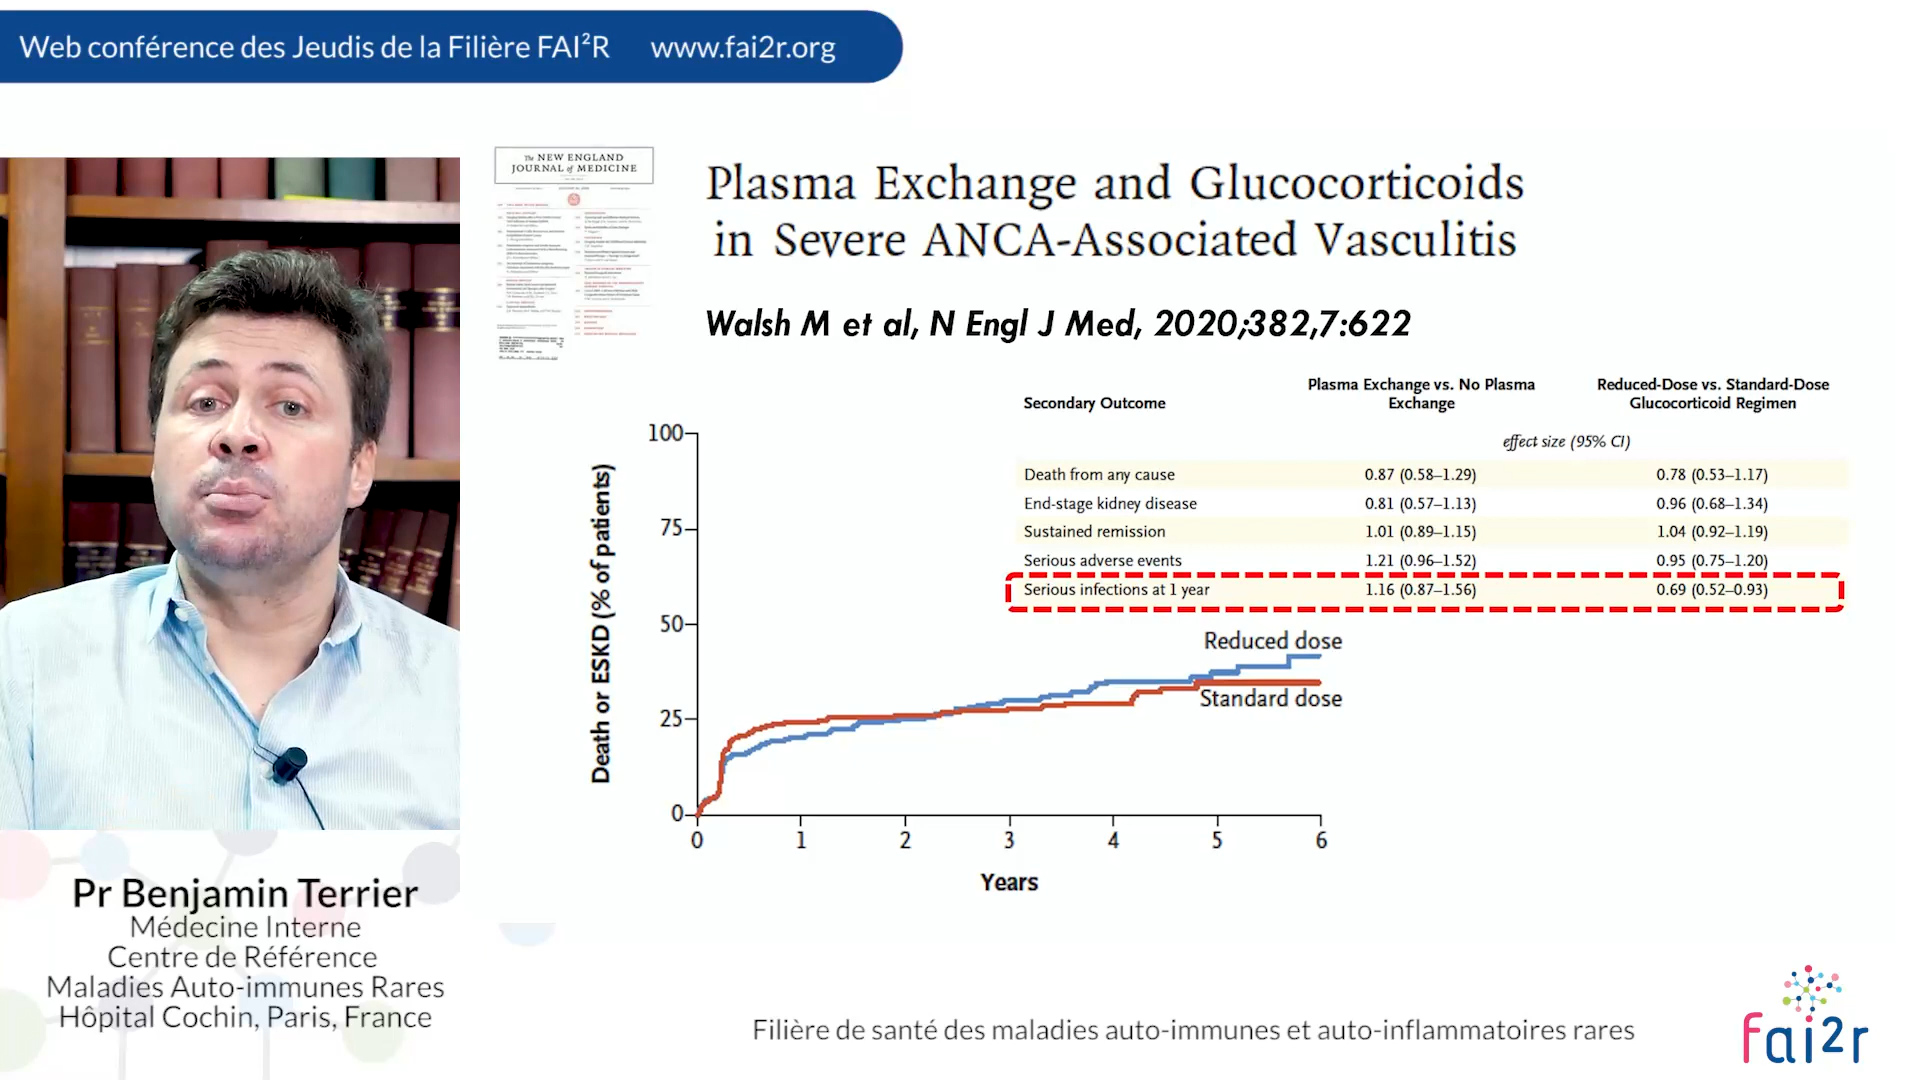 Web conférence des Jeudis de la Filière FAI²R www.fai2r.org
The NEW ENGLAND
JOURNAL of MEDICINE
Plasma Exchange and Glucocorticoids
in Severe ANCA-Associated Vasculitis
Walsh M et al, N Engl J Med, 2020;382,7:622
Secondary Outcome
Plasma Exchange vs. No Plasma
Exchange
Reduced-Dose vs. Standard-Dose
Glucocorticoid Regimen
effect size (95% CI)
Death from any cause 0.87 (0.58–1.29) 0.78 (0.53–1.17)
End-stage kidney disease 0.81 (0.57–1.13) 0.96 (0.68–1.34)
Sustained remission 1.01 (0.89–1.15) 1.04 (0.92–1.19)
Serious adverse events 1.21 (0.96–1.52) 0.95 (0.75–1.20)
Serious infections at 1 year 1.16 (0.87–1.56) 0.69 (0.52–0.93)
Death or ESKD (% of patients)
100
75
50
25
0
Reduced dose
Standard dose
0 1 2 3 4 5 6
Years
Pr Benjamin Terrier
Médecine Interne
Centre de Référence
Maladies Auto-immunes Rares
Hôpital Cochin, Paris, France
Filière de santé des maladies auto-immunes et auto-inflammatoires rares
fai2r